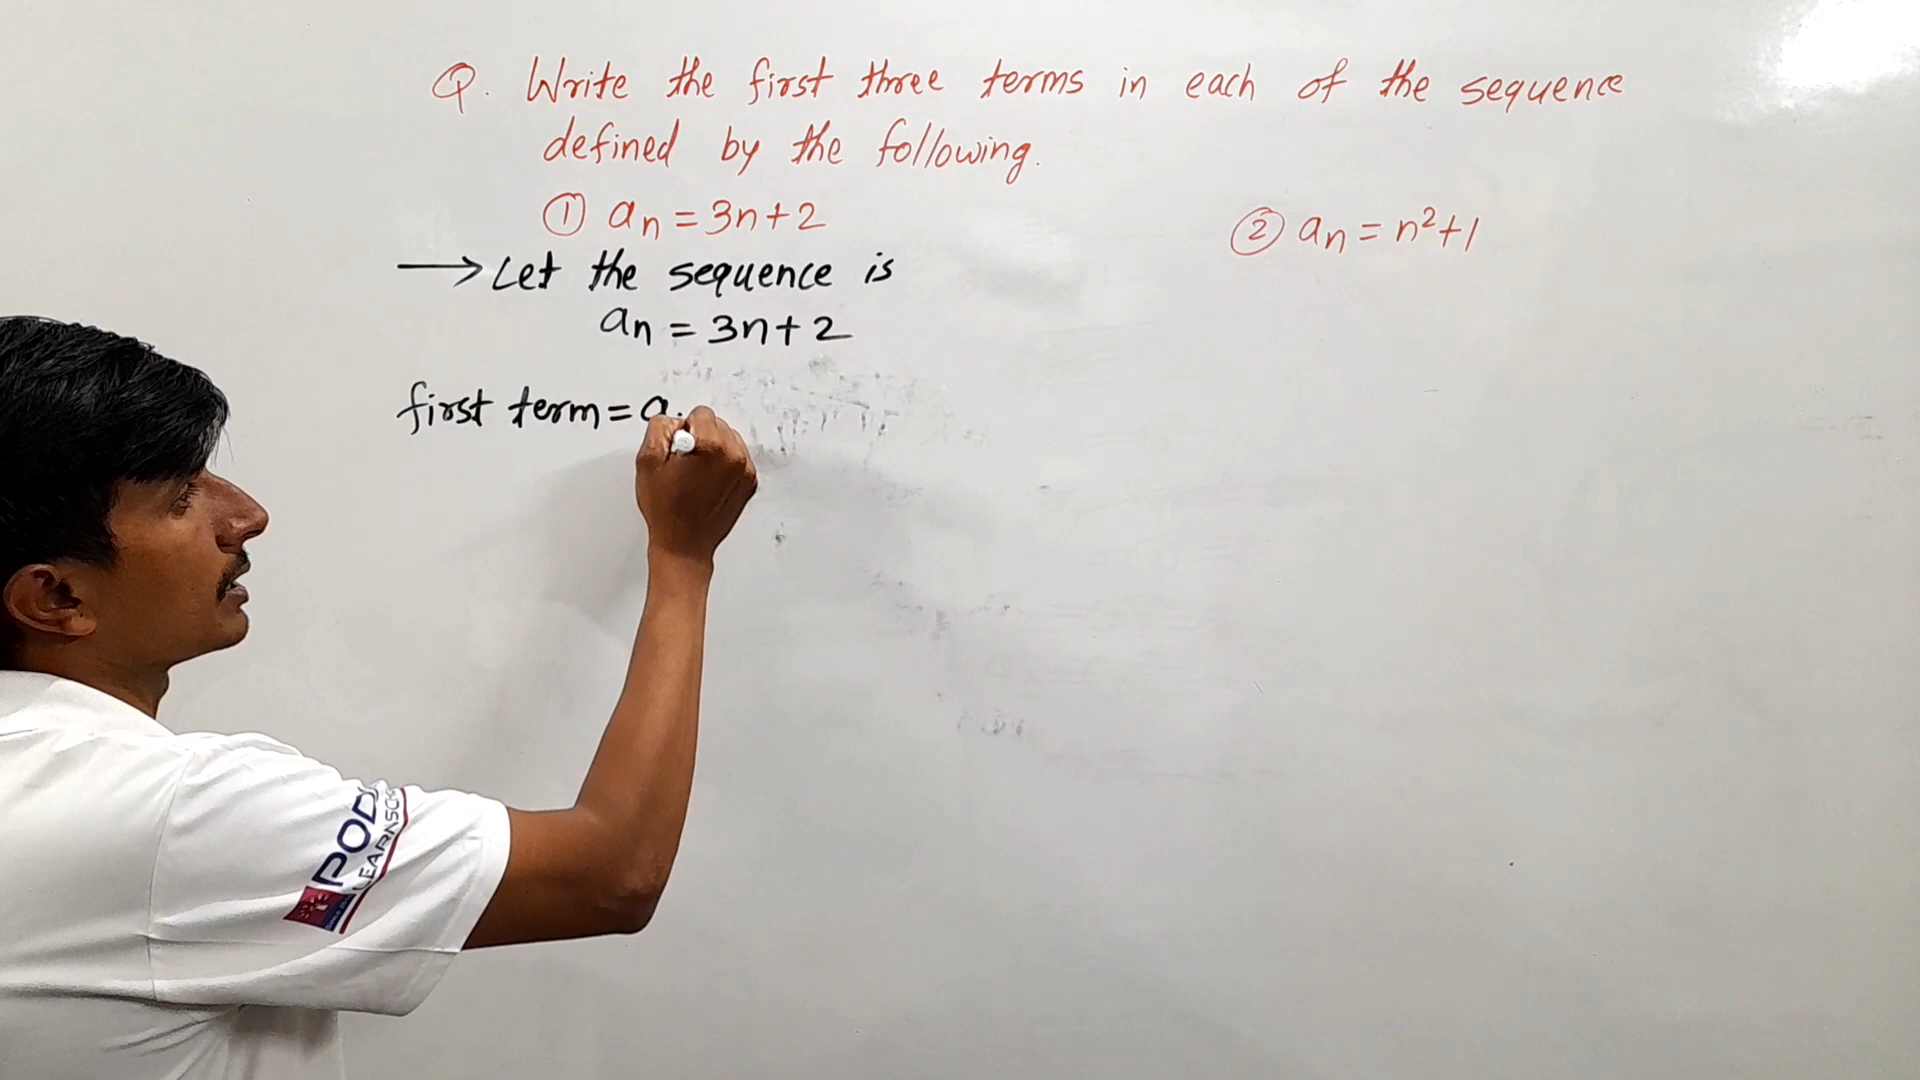 Q. Write the first three terms in each of the sequence
defined by the following.
① aₙ = 3n+2
② aₙ = n²+1
→ Let the sequence is
aₙ = 3n+2
first term = a
POD
LEARNSCH